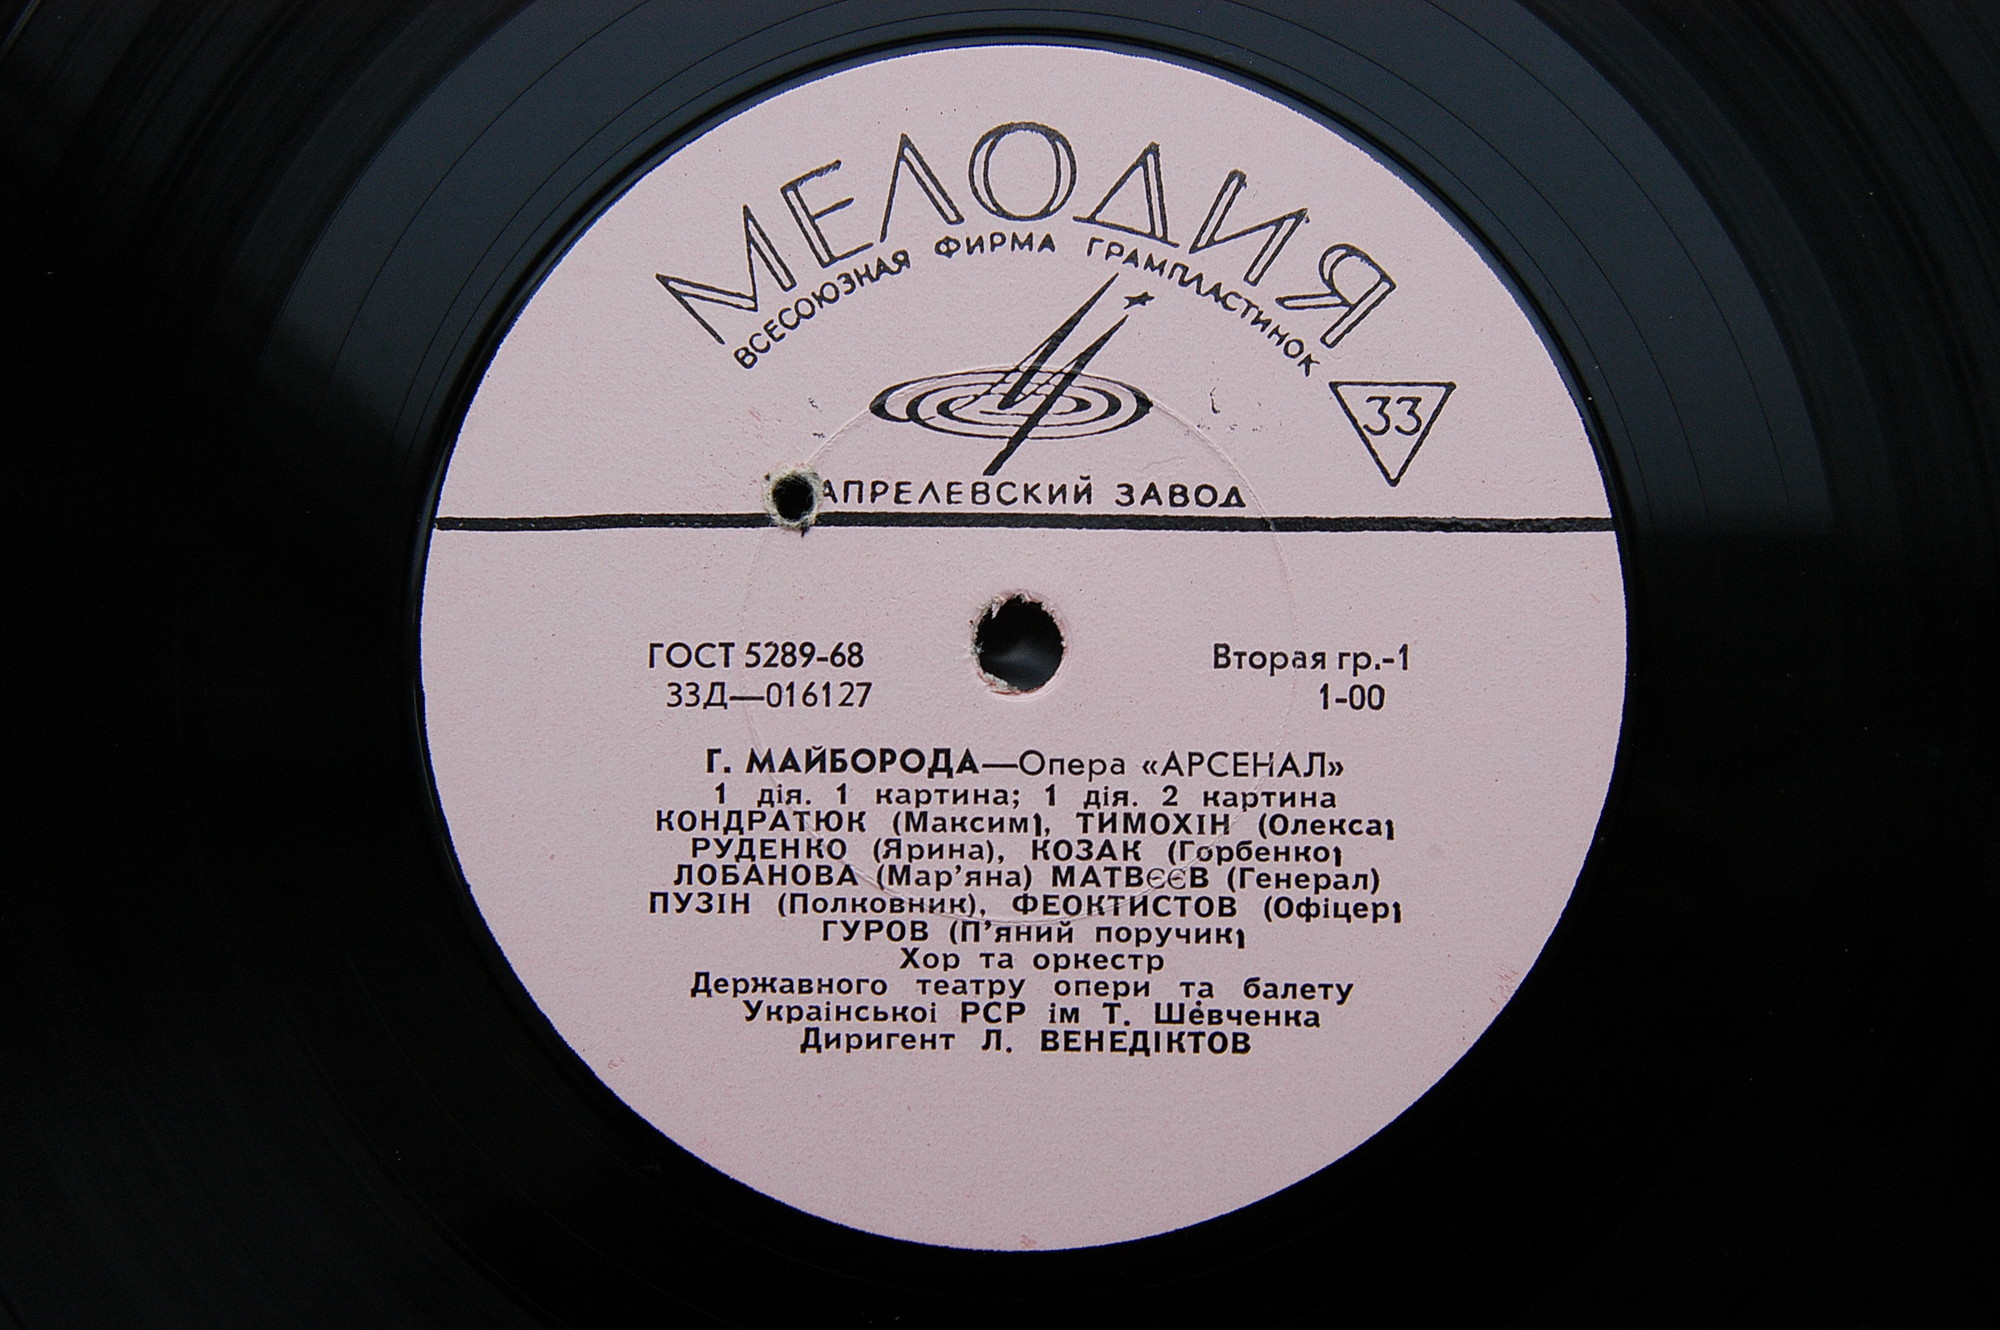 МЕЛОДИЯ
ВСЕСОЮЗНАЯ ФИРМА ГРАМПЛАСТИНОК
33
АПРЕЛЕВСКИЙ ЗАВОД
ГОСТ 5289-68
Вторая гр.-1
33Д—016127
1-00
Г. МАЙБОРОДА—Опера «АРСЕНАЛ»
1 дія. 1 картина; 1 дія. 2 картина
КОНДРАТЮК (Максим), ТИМОХІН (Олекса)
РУДЕНКО (Ярина), КОЗАК (Горбенко)
ЛОБАНОВА (Мар’яна) МАТВЄЄВ (Генерал)
ПУЗІН (Полковник), ФЕОКТИСТОВ (Офіцер)
ГУРОВ (П’яний поручик)
Хор та оркестр
Державного театру опери та балету
Української РСР ім Т. Шевченка
Диригент Л. ВЕНЕДІКТОВ